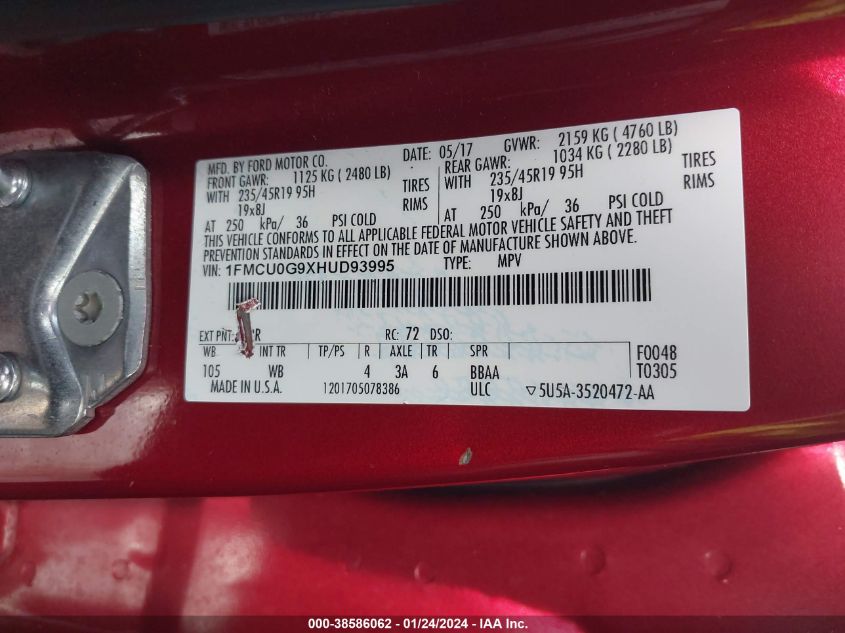 MFD. BY FORD MOTOR CO. DATE: 05/17 GVWR: 2159 KG ( 4760 LB)
FRONT GAWR: 1125 KG ( 2480 LB) REAR GAWR: 1034 KG ( 2280 LB)
WITH 235/45R19 95H TIRES WITH 235/45R19 95H TIRES
19x8J RIMS 19x8J RIMS
AT 250 kPa/ 36 PSI COLD AT 250 kPa/ 36 PSI COLD
THIS VEHICLE CONFORMS TO ALL APPLICABLE FEDERAL MOTOR VEHICLE SAFETY AND THEFT
PREVENTION STANDARDS IN EFFECT ON THE DATE OF MANUFACTURE SHOWN ABOVE.
VIN: 1FMCU0G9XHUD93995 TYPE: MPV
EXT PNT: RC: 72 DSO:
WB INT TR TP/PS R AXLE TR SPR F0048
105 WB 4 3A 6 BBAA T0305
MADE IN U.S.A. 1201705078386 ULC ▽5U5A-3520472-AA
000-38586062 - 01/24/2024 - IAA Inc.